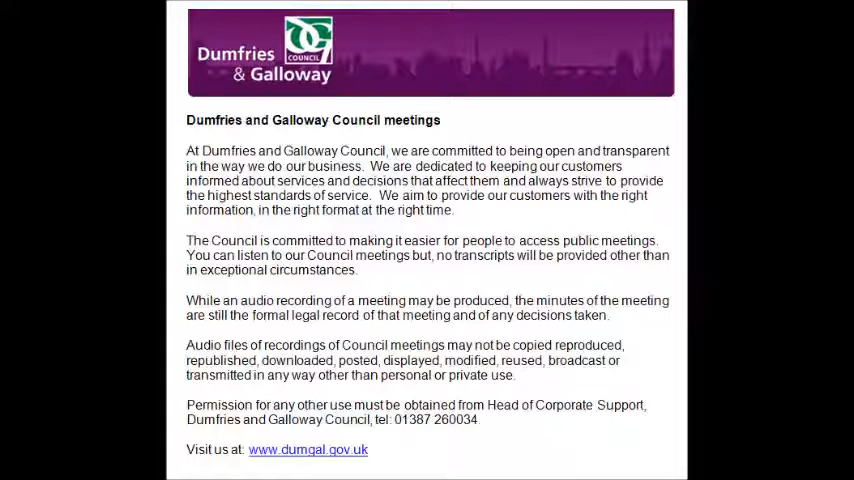 Dumfries
& Galloway
COUNCIL
Dumfries and Galloway Council meetings
At Dumfries and Galloway Council, we are committed to being open and transparent
in the way we do our business. We are dedicated to keeping our customers
informed about services and decisions that affect them and always strive to provide
the highest standards of service. We aim to provide our customers with the right
information, in the right format at the right time.
The Council is committed to making it easier for people to access public meetings.
You can listen to our Council meetings but, no transcripts will be provided other than
in exceptional circumstances.
While an audio recording of a meeting may be produced, the minutes of the meeting
are still the formal legal record of that meeting and of any decisions taken.
Audio files of recordings of Council meetings may not be copied reproduced,
republished, downloaded, posted, displayed, modified, reused, broadcast or
transmitted in any way other than personal or private use.
Permission for any other use must be obtained from Head of Corporate Support,
Dumfries and Galloway Council, tel: 01387 260034
Visit us at: www.dumgal.gov.uk